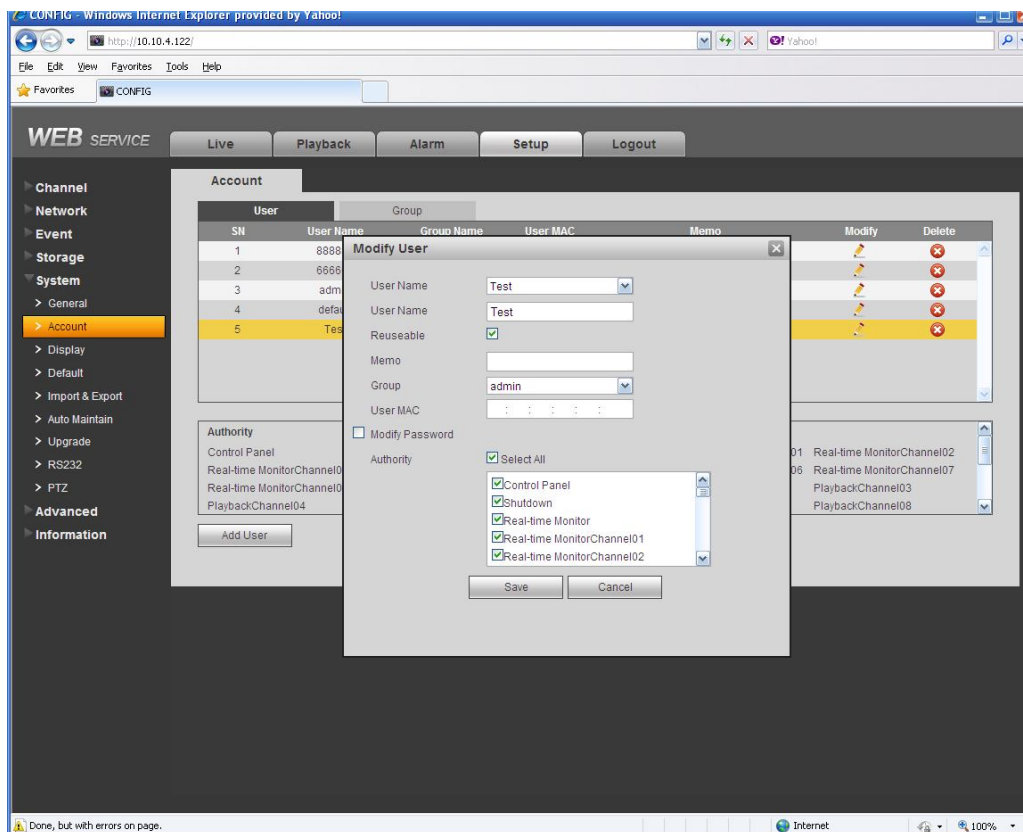 CONFIG - Windows Internet Explorer provided by Yahoo!
http://10.10.4.122/
Yahoo!
File Edit View Favorites Tools Help
Favorites CONFIG
WEB SERVICE
Live Playback Alarm Setup Logout
Account
Channel
Network
Event
Storage
System
> General
> Account
> Display
> Default
> Import & Export
> Auto Maintain
> Upgrade
> RS232
> PTZ
Advanced
Information
User Group
SN User Name Group Name User MAC Memo Modify Delete
1 8888
2 6666
3 adm
4 defau
5 Tes
Modify User
User Name Test
User Name Test
Reuseable
Memo
Group admin
User MAC : : : : :
Modify Password
Authority Select All
Control Panel
Shutdown
Real-time Monitor
Real-time MonitorChannel01
Real-time MonitorChannel02
Save Cancel
Authority
Control Panel 01 Real-time MonitorChannel02
Real-time MonitorChannel0 06 Real-time MonitorChannel07
Real-time MonitorChannel0 PlaybackChannel03
PlaybackChannel04 PlaybackChannel08
Add User
Done, but with errors on page. Internet 100%